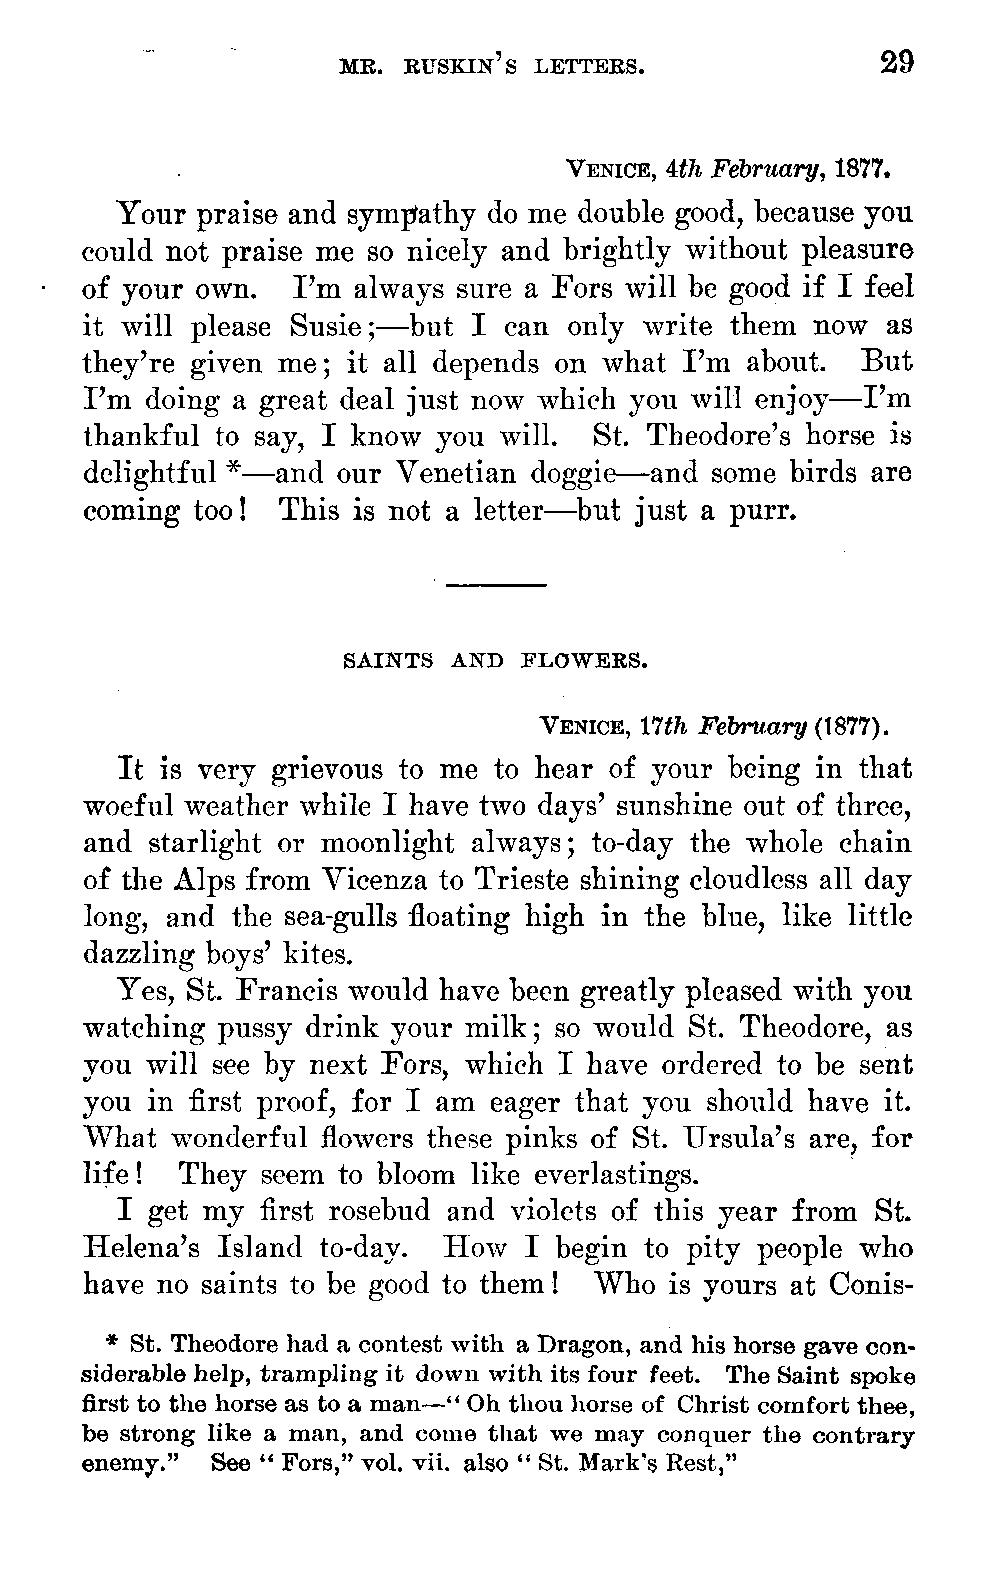 MR. RUSKIN'S LETTERS. 29
VENICE, 4th February, 1877.
Your praise and sympathy do me double good, because you
could not praise me so nicely and brightly without pleasure
of your own. I'm always sure a Fors will be good if I feel
it will please Susie;—but I can only write them now as
they're given me; it all depends on what I'm about. But
I'm doing a great deal just now which you will enjoy—I'm
thankful to say, I know you will. St. Theodore's horse is
delightful *—and our Venetian doggie—and some birds are
coming too! This is not a letter—but just a purr.
SAINTS AND FLOWERS.
VENICE, 17th February (1877).
It is very grievous to me to hear of your being in that
woeful weather while I have two days' sunshine out of three,
and starlight or moonlight always; to-day the whole chain
of the Alps from Vicenza to Trieste shining cloudless all day
long, and the sea-gulls floating high in the blue, like little
dazzling boys' kites.
Yes, St. Francis would have been greatly pleased with you
watching pussy drink your milk; so would St. Theodore, as
you will see by next Fors, which I have ordered to be sent
you in first proof, for I am eager that you should have it.
What wonderful flowers these pinks of St. Ursula's are, for
life! They seem to bloom like everlastings.
I get my first rosebud and violets of this year from St.
Helena's Island to-day. How I begin to pity people who
have no saints to be good to them! Who is yours at Conis-
* St. Theodore had a contest with a Dragon, and his horse gave con-
siderable help, trampling it down with its four feet. The Saint spoke
first to the horse as to a man—“ Oh thou horse of Christ comfort thee,
be strong like a man, and come that we may conquer the contrary
enemy.” See “ Fors,” vol. vii. also “ St. Mark's Rest,”